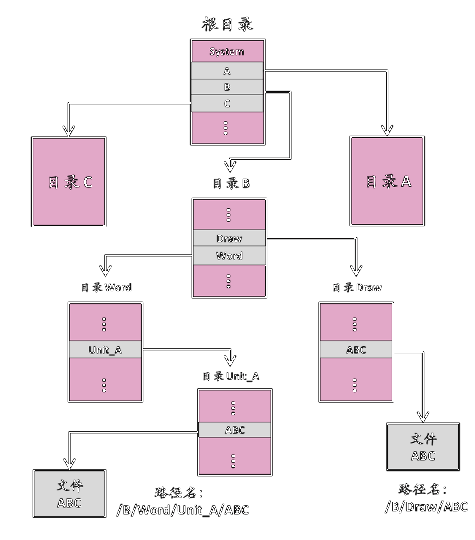 根目录
System
A
B
C
⋮
目录 C
目录 A
目录 B
⋮
Draw
Word
⋮
目录 Word
目录 Draw
⋮
Unit_A
⋮
⋮
ABC
⋮
目录 Unit_A
⋮
ABC
⋮
文件
ABC
文件
ABC
路径名:
/B/Word/Unit_A/ABC
路径名:
/B/Draw/ABC